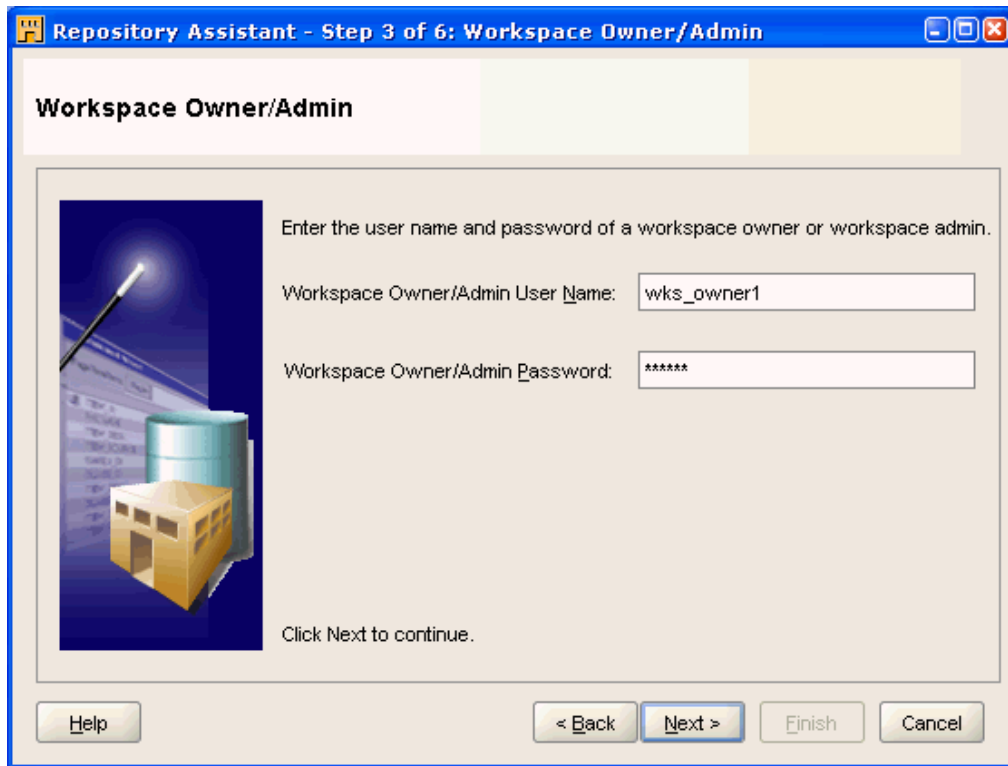 Repository Assistant - Step 3 of 6: Workspace Owner/Admin
Workspace Owner/Admin
Enter the user name and password of a workspace owner or workspace admin.
Workspace Owner/Admin User Name: wks_owner1
Workspace Owner/Admin Password: ******
Click Next to continue.
Help < Back Next > Finish Cancel